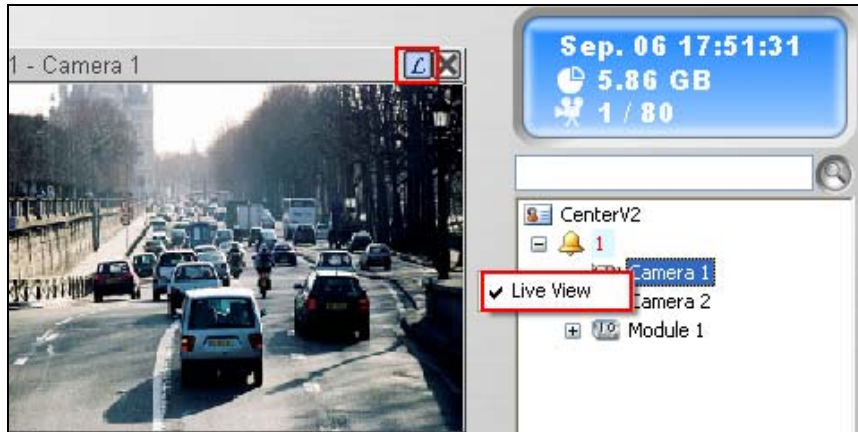 1 - Camera 1
L
Sep. 06 17:51:31
5.86 GB
1 / 80
CenterV2
1
Camera 1
Live View
Camera 2
Module 1